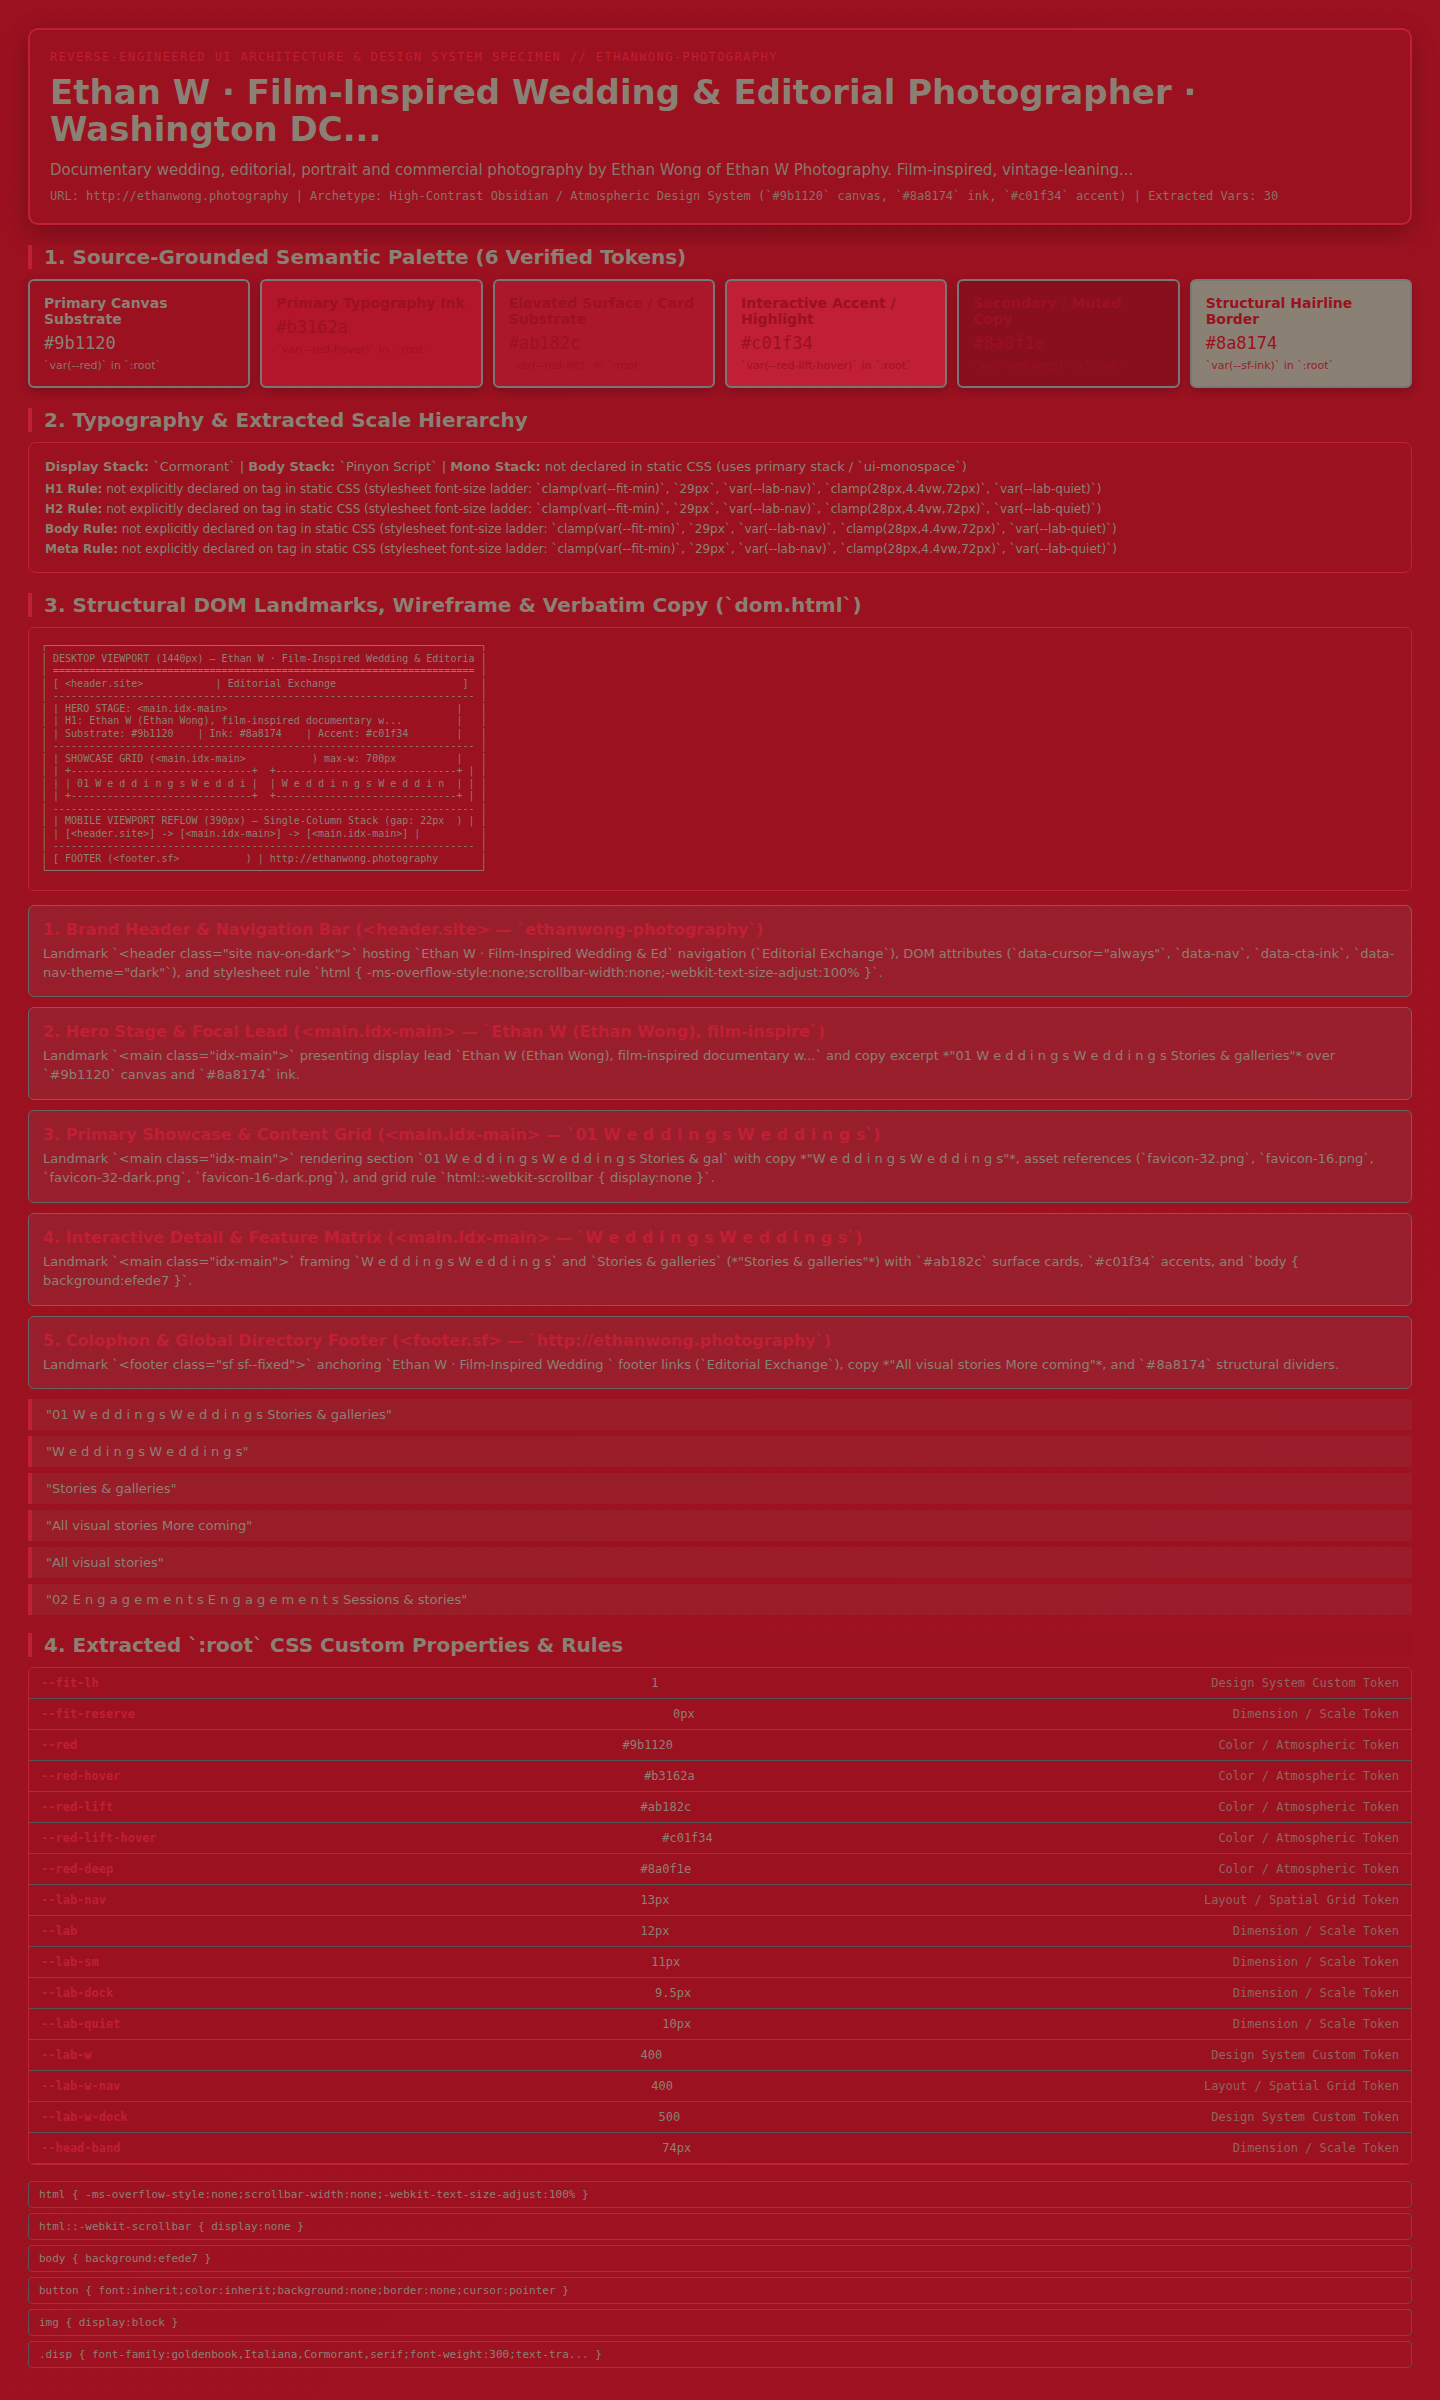 REVERSE-ENGINEERED UI ARCHITECTURE & DESIGN SYSTEM SPECIMEN // ETHANWONG-PHOTOGRAPHY
Ethan W · Film-Inspired Wedding & Editorial Photographer ·
Washington DC...
Documentary wedding, editorial, portrait and commercial photography by Ethan Wong of Ethan W Photography. Film-inspired, vintage-leaning...
URL: http://ethanwong.photography | Archetype: High-Contrast Obsidian / Atmospheric Design System (`#9b1120` canvas, `#8a8174` ink, `#c01f34` accent) | Extracted Vars: 30
1. Source-Grounded Semantic Palette (6 Verified Tokens)
Primary Canvas
Substrate
#9b1120
`var(--red)` in `:root`
Primary Typography Ink
#b3162a
`var(--red-hover)` in `:root`
Elevated Surface / Card
Substrate
#ab182c
`var(--red-lift)` in `:root`
Interactive Accent /
Highlight
#c01f34
`var(--red-lift-hover)` in `:root`
Secondary / Muted
Copy
#8a0f1e
Structural Hairline
Border
#8a8174
`var(--sf-ink)` in `:root`
2. Typography & Extracted Scale Hierarchy
Display Stack: `Cormorant` | Body Stack: `Pinyon Script` | Mono Stack: not declared in static CSS (uses primary stack / `ui-monospace`)
H1 Rule: not explicitly declared on tag in static CSS (stylesheet font-size ladder: `clamp(var(--fit-min)`, `29px`, `var(--lab-nav)`, `clamp(28px,4.4vw,72px)`, `var(--lab-quiet)`)
H2 Rule: not explicitly declared on tag in static CSS (stylesheet font-size ladder: `clamp(var(--fit-min)`, `29px`, `var(--lab-nav)`, `clamp(28px,4.4vw,72px)`, `var(--lab-quiet)`)
Body Rule: not explicitly declared on tag in static CSS (stylesheet font-size ladder: `clamp(var(--fit-min)`, `29px`, `var(--lab-nav)`, `clamp(28px,4.4vw,72px)`, `var(--lab-quiet)`)
Meta Rule: not explicitly declared on tag in static CSS (stylesheet font-size ladder: `clamp(var(--fit-min)`, `29px`, `var(--lab-nav)`, `clamp(28px,4.4vw,72px)`, `var(--lab-quiet)`)
3. Structural DOM Landmarks, Wireframe & Verbatim Copy (`dom.html`)
DESKTOP VIEWPORT (1440px) — Ethan W · Film-Inspired Wedding & Editoria
======================================================================
[ <header.site> | Editorial Exchange ]
----------------------------------------------------------------------
| HERO STAGE: <main.idx-main> |
| H1: Ethan W (Ethan Wong), film-inspired documentary w... |
| Substrate: #9b1120 | Ink: #8a8174 | Accent: #c01f34 |
----------------------------------------------------------------------
| SHOWCASE GRID (<main.idx-main> ) max-w: 700px |
| +------------------------------+ +------------------------------+ |
| | 01 W e d d i n g s W e d d i | | W e d d i n g s W e d d i n | |
| +------------------------------+ +------------------------------+ |
----------------------------------------------------------------------
| MOBILE VIEWPORT REFLOW (390px) — Single-Column Stack (gap: 22px ) |
| [<header.site>] -> [<main.idx-main>] -> [<main.idx-main>] |
----------------------------------------------------------------------
[ FOOTER (<footer.sf> ) | http://ethanwong.photography
1. Brand Header & Navigation Bar (<header.site> — `ethanwong-photography`)
Landmark `<header class="site nav-on-dark">` hosting `Ethan W · Film-Inspired Wedding & Ed` navigation (`Editorial Exchange`), DOM attributes (`data-cursor="always"`, `data-nav`, `data-cta-ink`, `data-
nav-theme="dark"`), and stylesheet rule `html { -ms-overflow-style:none;scrollbar-width:none;-webkit-text-size-adjust:100% }`.
2. Hero Stage & Focal Lead (<main.idx-main> — `Ethan W (Ethan Wong), film-inspire`)
Landmark `<main class="idx-main">` presenting display lead `Ethan W (Ethan Wong), film-inspired documentary w...` and copy excerpt *"01 W e d d i n g s W e d d i n g s Stories & galleries"* over
`#9b1120` canvas and `#8a8174` ink.
3. Primary Showcase & Content Grid (<main.idx-main> — `01 W e d d i n g s W e d d i n g s`)
Landmark `<main class="idx-main">` rendering section `01 W e d d i n g s W e d d i n g s Stories & gal` with copy *"W e d d i n g s W e d d i n g s"*, asset references (`favicon-32.png`, `favicon-16.png`,
`favicon-32-dark.png`, `favicon-16-dark.png`), and grid rule `html::-webkit-scrollbar { display:none }`.
4. Interactive Detail & Feature Matrix (<main.idx-main> — `W e d d i n g s W e d d i n g s`)
Landmark `<main class="idx-main">` framing `W e d d i n g s W e d d i n g s` and `Stories & galleries` (*"Stories & galleries"*) with `#ab182c` surface cards, `#c01f34` accents, and `body {
background:efede7 }`.
5. Colophon & Global Directory Footer (<footer.sf> — `http://ethanwong.photography`)
Landmark `<footer class="sf sf--fixed">` anchoring `Ethan W · Film-Inspired Wedding ` footer links (`Editorial Exchange`), copy *"All visual stories More coming"*, and `#8a8174` structural dividers.
"01 W e d d i n g s W e d d i n g s Stories & galleries"
"W e d d i n g s W e d d i n g s"
"Stories & galleries"
"All visual stories More coming"
"All visual stories"
"02 E n g a g e m e n t s E n g a g e m e n t s Sessions & stories"
4. Extracted `:root` CSS Custom Properties & Rules
--fit-lh 1 Design System Custom Token
--fit-reserve 0px Dimension / Scale Token
--red #9b1120 Color / Atmospheric Token
--red-hover #b3162a Color / Atmospheric Token
--red-lift #ab182c Color / Atmospheric Token
--red-lift-hover #c01f34 Color / Atmospheric Token
--red-deep #8a0f1e Color / Atmospheric Token
--lab-nav 13px Layout / Spatial Grid Token
--lab 12px Dimension / Scale Token
--lab-sm 11px Dimension / Scale Token
--lab-dock 9.5px Dimension / Scale Token
--lab-quiet 10px Dimension / Scale Token
--lab-w 400 Design System Custom Token
--lab-w-nav 400 Layout / Spatial Grid Token
--lab-w-dock 500 Design System Custom Token
--head-band 74px Dimension / Scale Token
html { -ms-overflow-style:none;scrollbar-width:none;-webkit-text-size-adjust:100% }
html::-webkit-scrollbar { display:none }
body { background:efede7 }
button { font:inherit;color:inherit;background:none;border:none;cursor:pointer }
img { display:block }
.disp { font-family:goldenbook,Italiana,Cormorant,serif;font-weight:300;text-tra... }